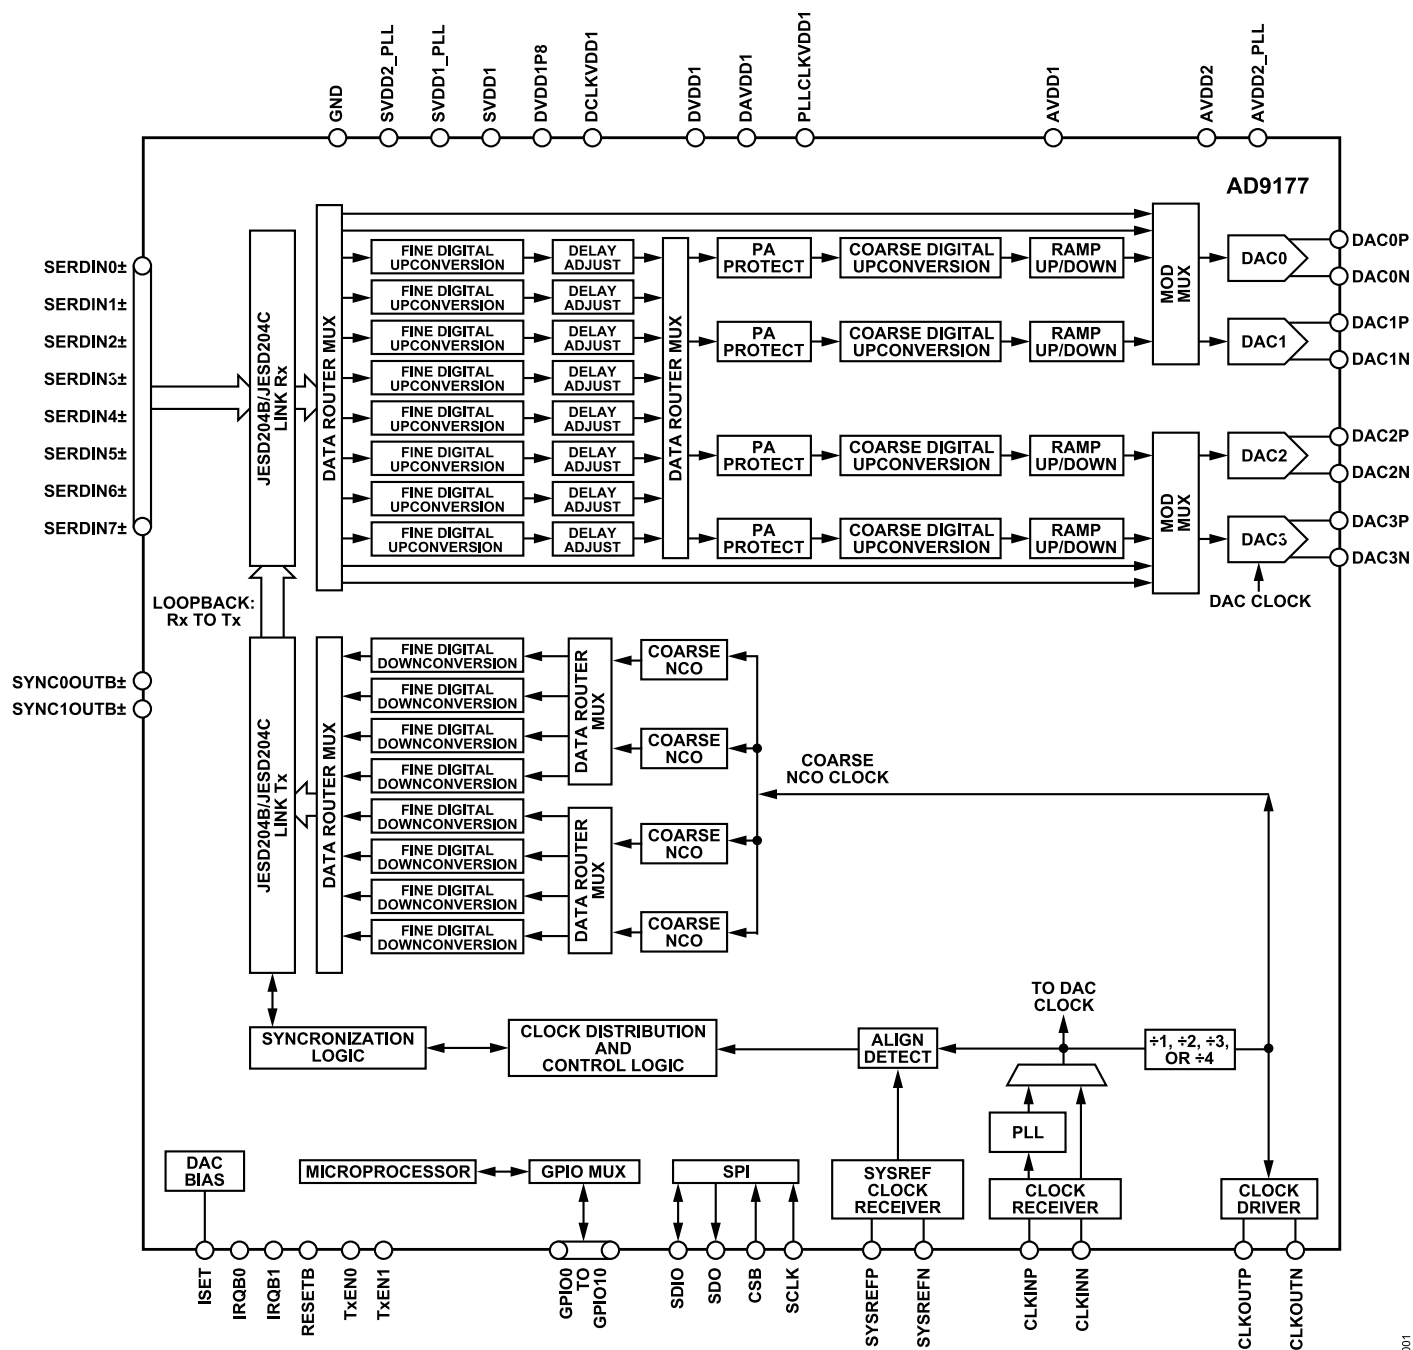 GND
SVDD2_PLL
SVDD1_PLL
SVDD1
DVDD1P8
DCLKVDD1
DVDD1
DAVDD1
PLLCLKVDD1
AVDD1
AVDD2
AVDD2_PLL
AD9177
SERDIN0±
SERDIN1±
SERDIN2±
SERDIN3±
SERDIN4±
SERDIN5±
SERDIN6±
SERDIN7±
JESD204B/JESD204C
LINK Rx
DATA ROUTER MUX
FINE DIGITAL
UPCONVERSION
DELAY
ADJUST
FINE DIGITAL
UPCONVERSION
DELAY
ADJUST
FINE DIGITAL
UPCONVERSION
DELAY
ADJUST
FINE DIGITAL
UPCONVERSION
DELAY
ADJUST
FINE DIGITAL
UPCONVERSION
DELAY
ADJUST
FINE DIGITAL
UPCONVERSION
DELAY
ADJUST
FINE DIGITAL
UPCONVERSION
DELAY
ADJUST
FINE DIGITAL
UPCONVERSION
DELAY
ADJUST
DATA ROUTER MUX
PA
PROTECT
COARSE DIGITAL
UPCONVERSION
RAMP
UP/DOWN
PA
PROTECT
COARSE DIGITAL
UPCONVERSION
RAMP
UP/DOWN
PA
PROTECT
COARSE DIGITAL
UPCONVERSION
RAMP
UP/DOWN
PA
PROTECT
COARSE DIGITAL
UPCONVERSION
RAMP
UP/DOWN
MOD
MUX
MOD
MUX
DAC0
DAC1
DAC2
DAC3
DAC0P
DAC0N
DAC1P
DAC1N
DAC2P
DAC2N
DAC3P
DAC3N
DAC CLOCK
LOOPBACK:
Rx TO Tx
SYNC0OUTB±
SYNC1OUTB±
JESD204B/JESD204C
LINK Tx
DATA ROUTER MUX
FINE DIGITAL
DOWNCONVERSION
FINE DIGITAL
DOWNCONVERSION
FINE DIGITAL
DOWNCONVERSION
FINE DIGITAL
DOWNCONVERSION
FINE DIGITAL
DOWNCONVERSION
FINE DIGITAL
DOWNCONVERSION
FINE DIGITAL
DOWNCONVERSION
FINE DIGITAL
DOWNCONVERSION
DATA ROUTER
MUX
DATA ROUTER
MUX
COARSE
NCO
COARSE
NCO
COARSE
NCO
COARSE
NCO
COARSE
NCO CLOCK
TO DAC
CLOCK
SYNCRONIZATION
LOGIC
CLOCK DISTRIBUTION
AND
CONTROL LOGIC
ALIGN
DETECT
÷1, ÷2, ÷3,
OR ÷4
PLL
DAC
BIAS
MICROPROCESSOR
GPIO MUX
SPI
SYSREF
CLOCK
RECEIVER
CLOCK
RECEIVER
CLOCK
DRIVER
ISET
IRQB0
IRQB1
RESETB
TxEN0
TxEN1
GPIO0
TO
GPIO10
SDIO
SDO
CSB
SCLK
SYSREFP
SYSREFN
CLKINP
CLKINN
CLKOUTP
CLKOUTN
001